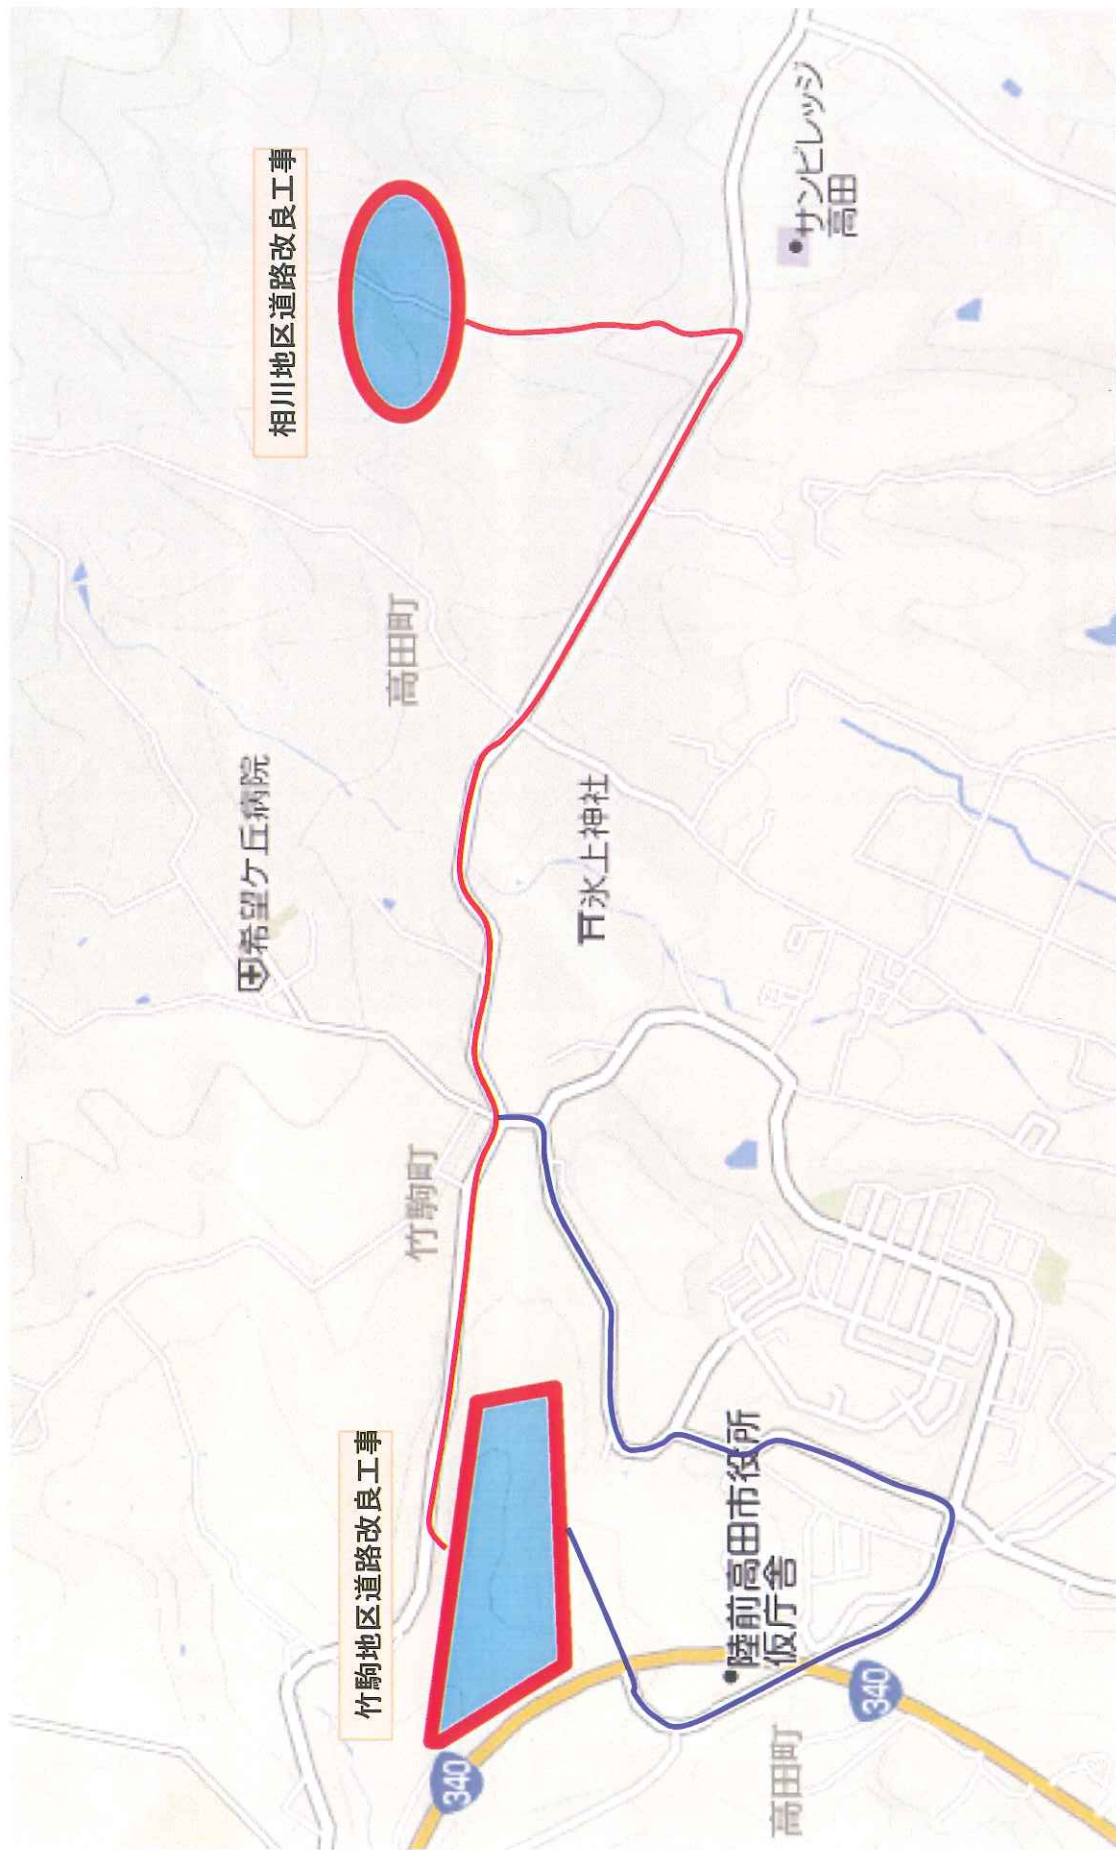 竹駒地区道路改良工事
相川地区道路改良工事
希望ケ丘病院
竹駒町
高田町
氷上神社
340
陸前高田市役所
仮庁舎
サンビレッジ
高田
340
高田町